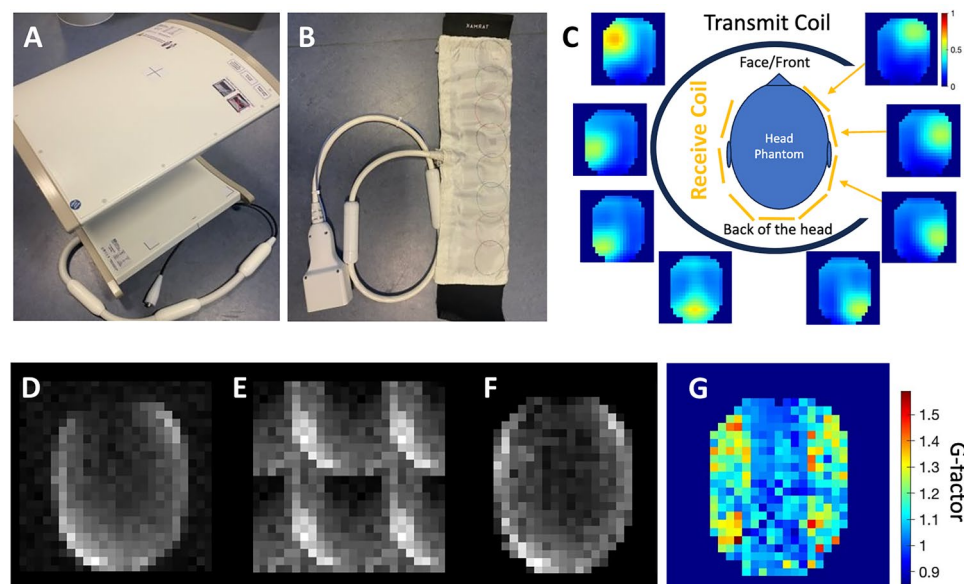 A
B
XAMRAT
C
Transmit Coil
Face/Front
Receive Coil
Head
Phantom
Back of the head
1
0.5
0
D
E
F
G
1.5
1.4
1.3
1.2
1.1
1
0.9
G-factor